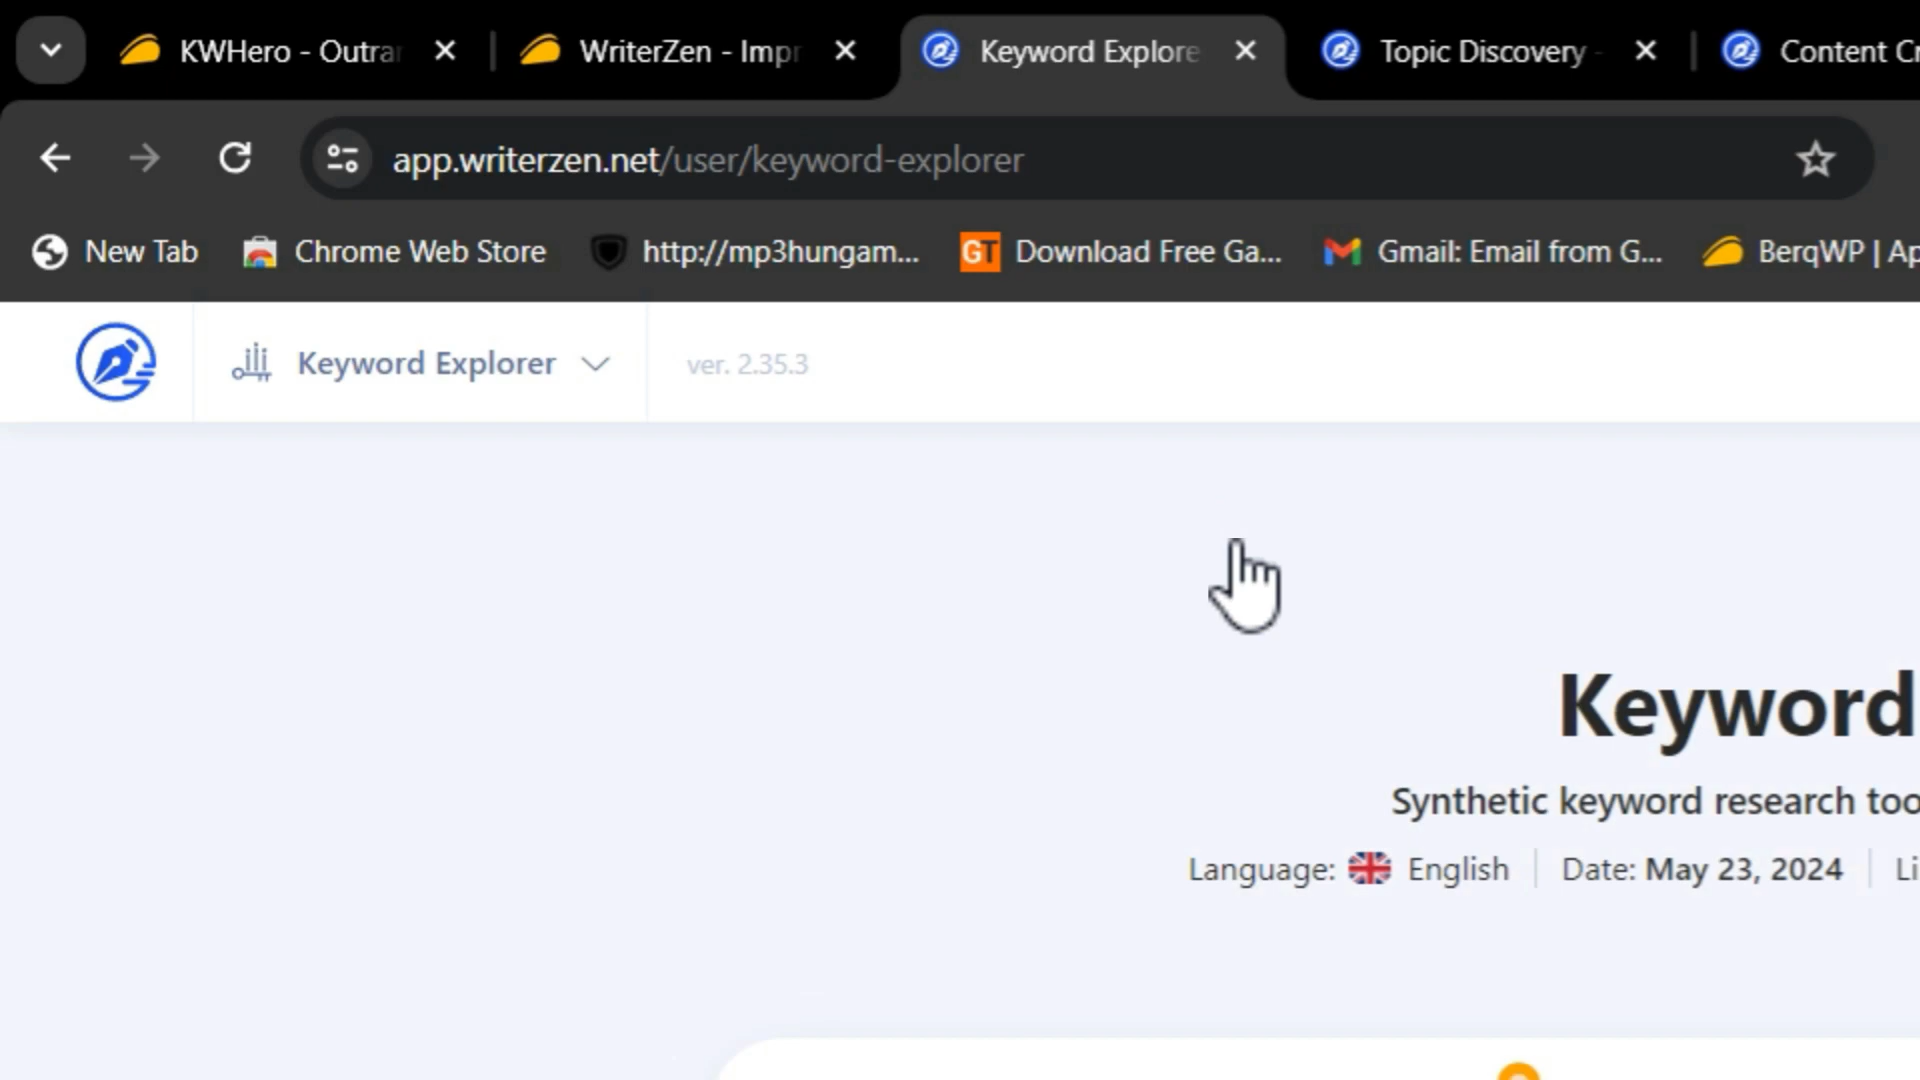 KWHero - Outra
WriterZen - Impr
Keyword Explore
Topic Discovery -
Content Cr
app.writerzen.net/user/keyword-explorer
New Tab
Chrome Web Store
http://mp3hungam...
GT Download Free Ga...
Gmail: Email from G...
BerqWP | Ap
Keyword Explorer
ver. 2.35.3
Keyword
Synthetic keyword research too
Language: English
Date: May 23, 2024
Li